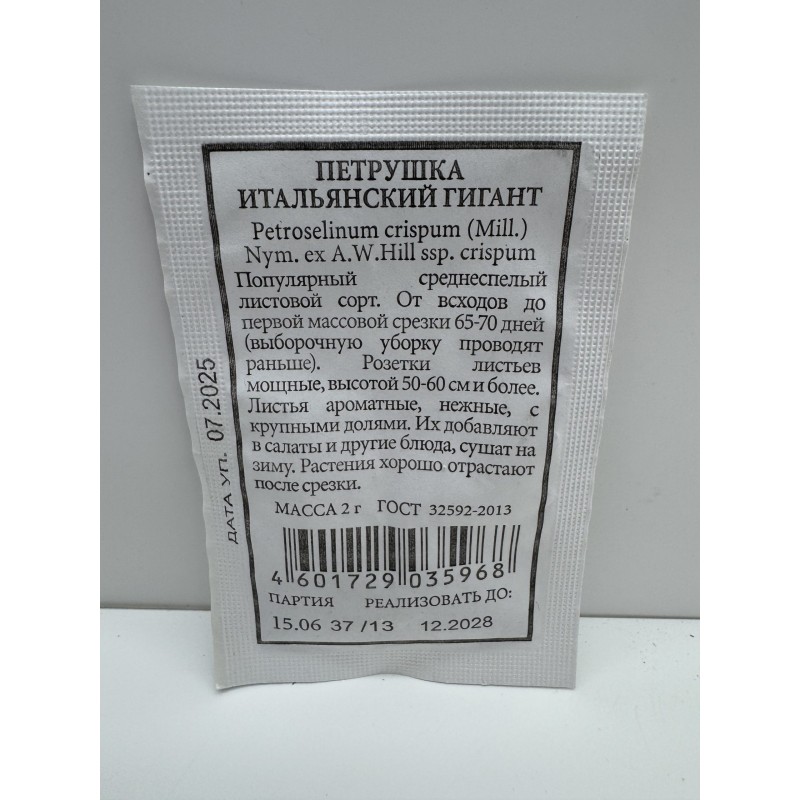 ПЕТРУШКА
ИТАЛЬЯНСКИЙ ГИГАНТ
Petroselinum crispum (Mill.)
Nym. ex A.W.Hill ssp. crispum
Популярный среднеспелый
листовой сорт. От всходов до
первой массовой срезки 65-70 дней
(выборочную уборку проводят
раньше). Розетки листьев
мощные, высотой 50-60 см и более.
Листья ароматные, нежные, с
крупными долями. Их добавляют
в салаты и другие блюда, сушат на
зиму. Растения хорошо отрастают
после срезки.
МАССА 2 г ГОСТ 32592-2013
4 601729 035968
ПАРТИЯ РЕАЛИЗОВАТЬ ДО:
15.06 37 /13 12.2028
ДАТА УП. 07.2025